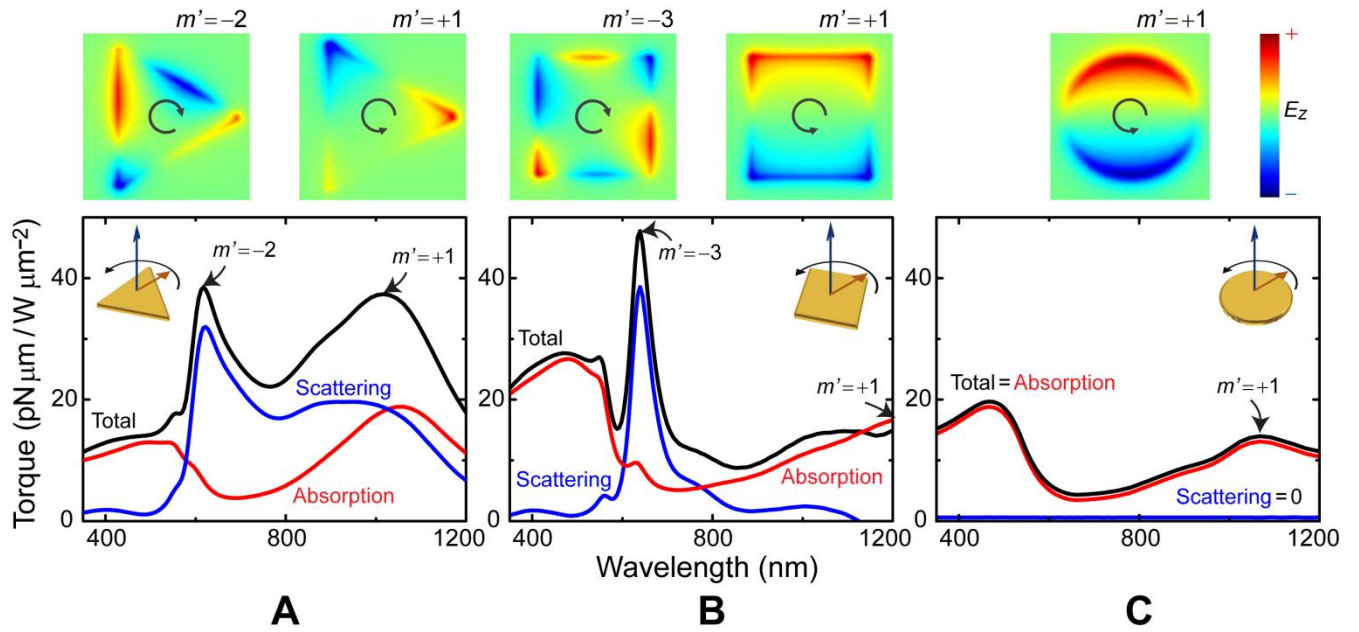 m'=−2
m'=+1
m'=−3
m'=+1
m'=+1
+
E_z
−
Torque (pN μm / W μm⁻²)
40
20
0
m'=−2
m'=+1
Total
Scattering
Absorption
400
800
1200
40
20
0
m'=−3
Total
m'=+1
Scattering
Absorption
400
800
1200
40
20
0
Total = Absorption
m'=+1
Scattering = 0
400
800
1200
Wavelength (nm)
A
B
C